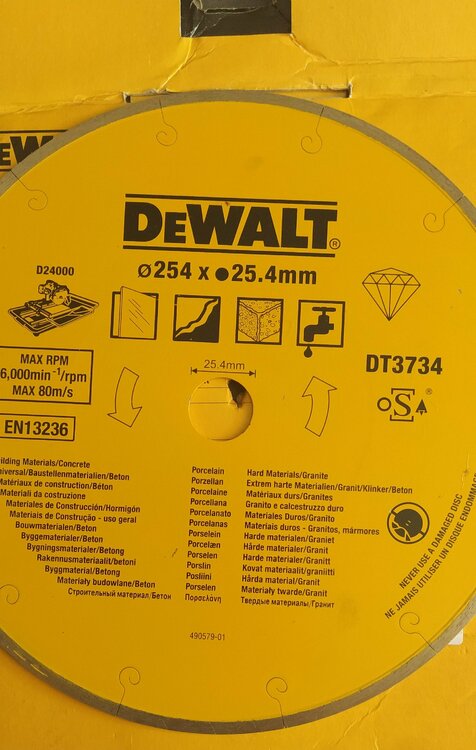 DEWALT®
ø254 x ●25.4mm
D24000
DT3734
MAX RPM
6,000min⁻¹/rpm
MAX 80m/s
EN13236
25.4mm
S®
Building Materials/Concrete
Universal/Baustellenmaterialien/Beton
Matériaux de construction/Béton
Materiali da costruzione
Materiales de Construcción/Hormigón
Materiais de Construção - uso geral
Bouwmaterialen/Beton
Byggematerialer/Beton
Bygningsmaterialer/Betong
Rakennusmateriaalit/betoni
Byggmaterial/Betong
Materiały budowlane/Beton
Строительный материал/Бетон
Porcelain
Porzellan
Porcelaine
Porcellana
Porcelanato
Porcelanas
Porselein
Porcelæn
Porselen
Porslin
Posliini
Porselen
Πορσελάνη
Hard Materials/Granite
Extrem harte Materialien/Granit/Klinker/Beton
Matériaux durs/Granites
Granito e calcestruzzo duro
Materiales Duros/Granito
Materiais duros - Granitos, mármores
Harde materialen/Graniet
Hårde materialer/Granit
Harde materialer/Granitt
Kovat materiaalit/graniitti
Hårda material/Granit
Materiały twarde/Granit
Твердые материалы/Гранит
NEVER USE A DAMAGED DISC
NE JAMAIS UTILISER UN DISQUE ENDOMMAGE
490579-01